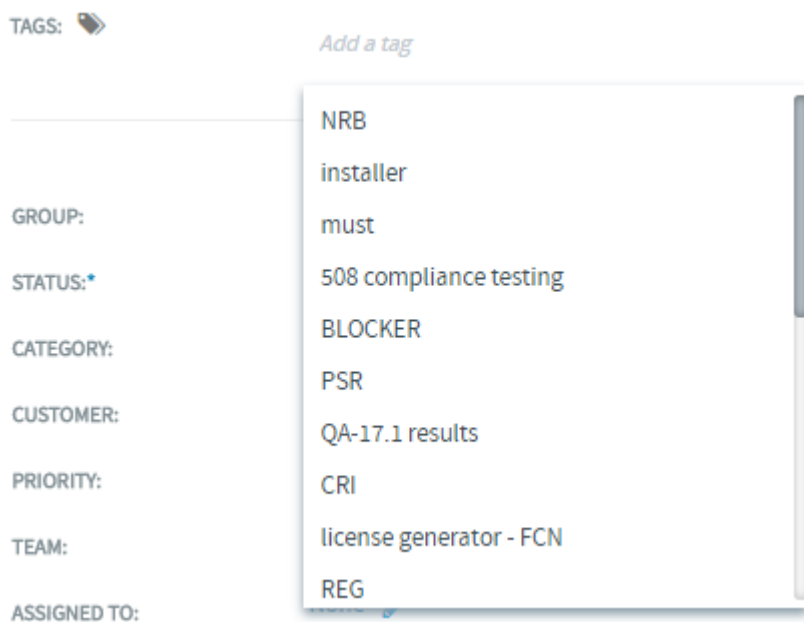 TAGS:
Add a tag
NRB
installer
must
508 compliance testing
BLOCKER
PSR
QA-17.1 results
CRI
license generator - FCN
REG
GROUP:
STATUS:*
CATEGORY:
CUSTOMER:
PRIORITY:
TEAM:
ASSIGNED TO: